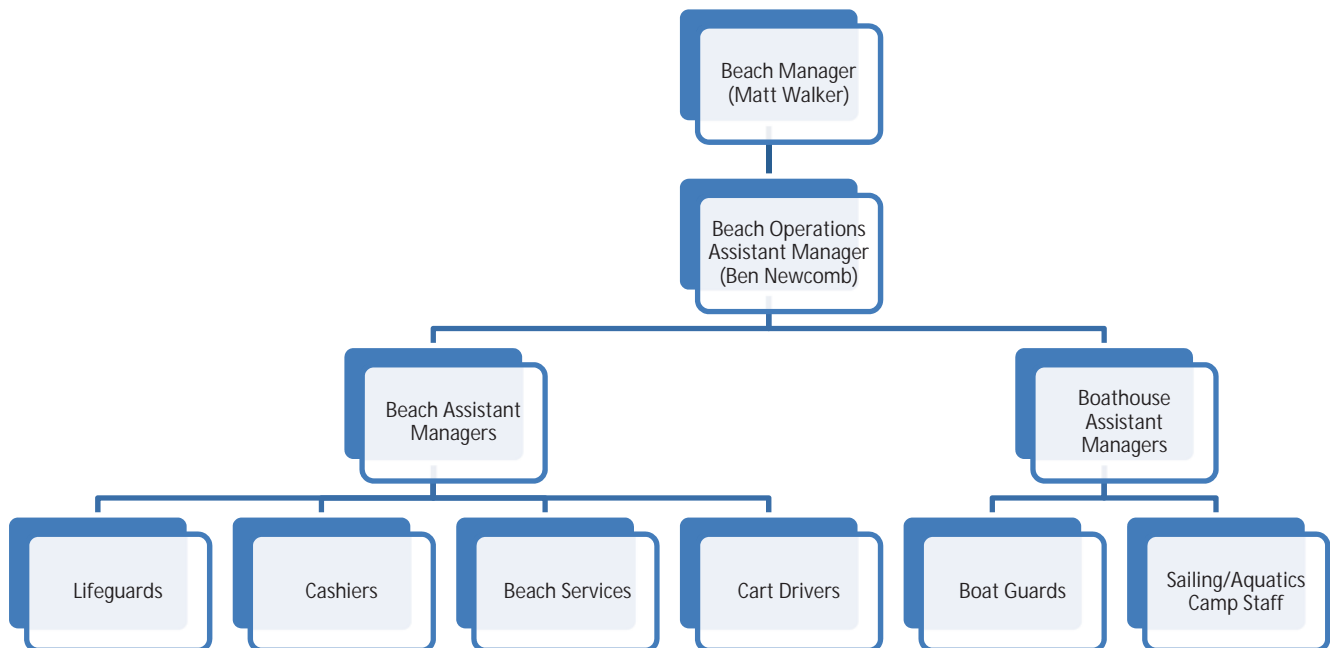 Beach Manager
(Matt Walker)
Beach Operations
Assistant Manager
(Ben Newcomb)
Beach Assistant
Managers
Boathouse
Assistant
Managers
Lifeguards
Cashiers
Beach Services
Cart Drivers
Boat Guards
Sailing/Aquatics
Camp Staff